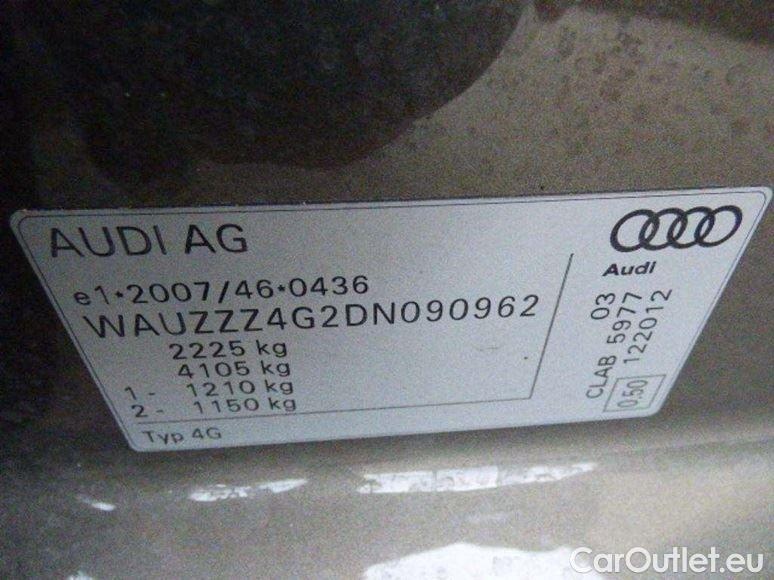 AUDI AG
Audi
e1*2007/46*0436
WAUZZZ4G2DN090962
2225 kg
4105 kg
1 - 1210 kg
2 - 1150 kg
Typ 4G
03
CLAB 5977
122012
0.50
CarOutlet.eu